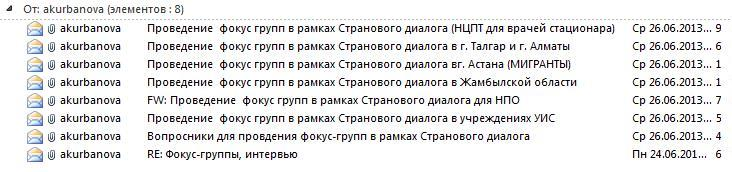 От: akurbanova (элементов : 8)
akurbanova Проведение фокус групп в рамках Странового диалога (НЦПТ для врачей стационара) Ср 26.06.2013... 9
akurbanova Проведение фокус групп в рамках Странового диалога в г. Талгар и г. Алматы Ср 26.06.2013... 6
akurbanova Проведение фокус групп в рамках Странового диалога вг. Астана (МИГРАНТЫ) Ср 26.06.2013... 1
akurbanova Проведение фокус групп в рамках Странового диалога в Жамбылской области Ср 26.06.2013... 1
akurbanova FW: Проведение фокус групп в рамках Странового диалога для НПО Ср 26.06.2013... 7
akurbanova Проведение фокус групп в рамках Странового диалога в учреждениях УИС Ср 26.06.2013... 5
akurbanova Вопросники для провдения фокус-групп в рамках Странового диалога Ср 26.06.2013... 4
akurbanova RE: Фокус-группы, интервью Пн 24.06.201... 6